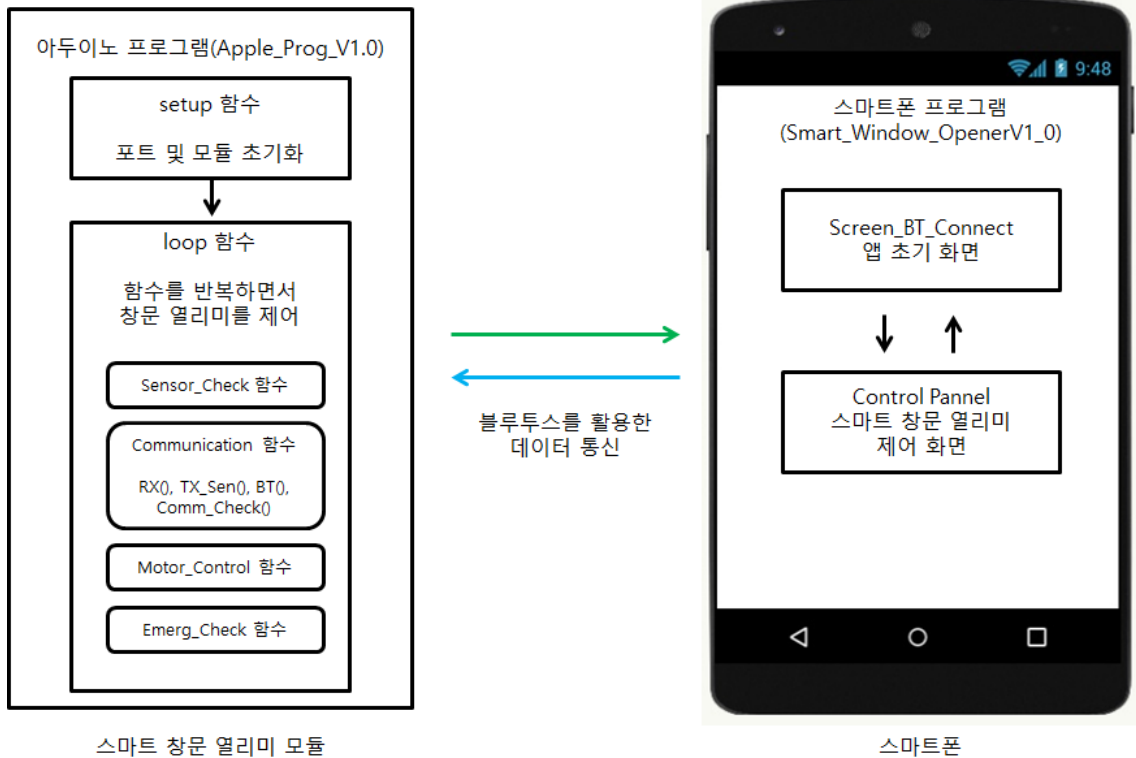 아두이노 프로그램(Apple_Prog_V1.0)
setup 함수
포트 및 모듈 초기화
loop 함수
함수를 반복하면서
창문 열리미를 제어
Sensor_Check 함수
Communication 함수
RX(), TX_Sen(), BT(),
Comm_Check()
Motor_Control 함수
Emerg_Check 함수
스마트 창문 열리미 모듈
블루투스를 활용한
데이터 통신
9:48
스마트폰 프로그램
(Smart_Window_OpenerV1_0)
Screen_BT_Connect
앱 초기 화면
Control Pannel
스마트 창문 열리미
제어 화면
스마트폰